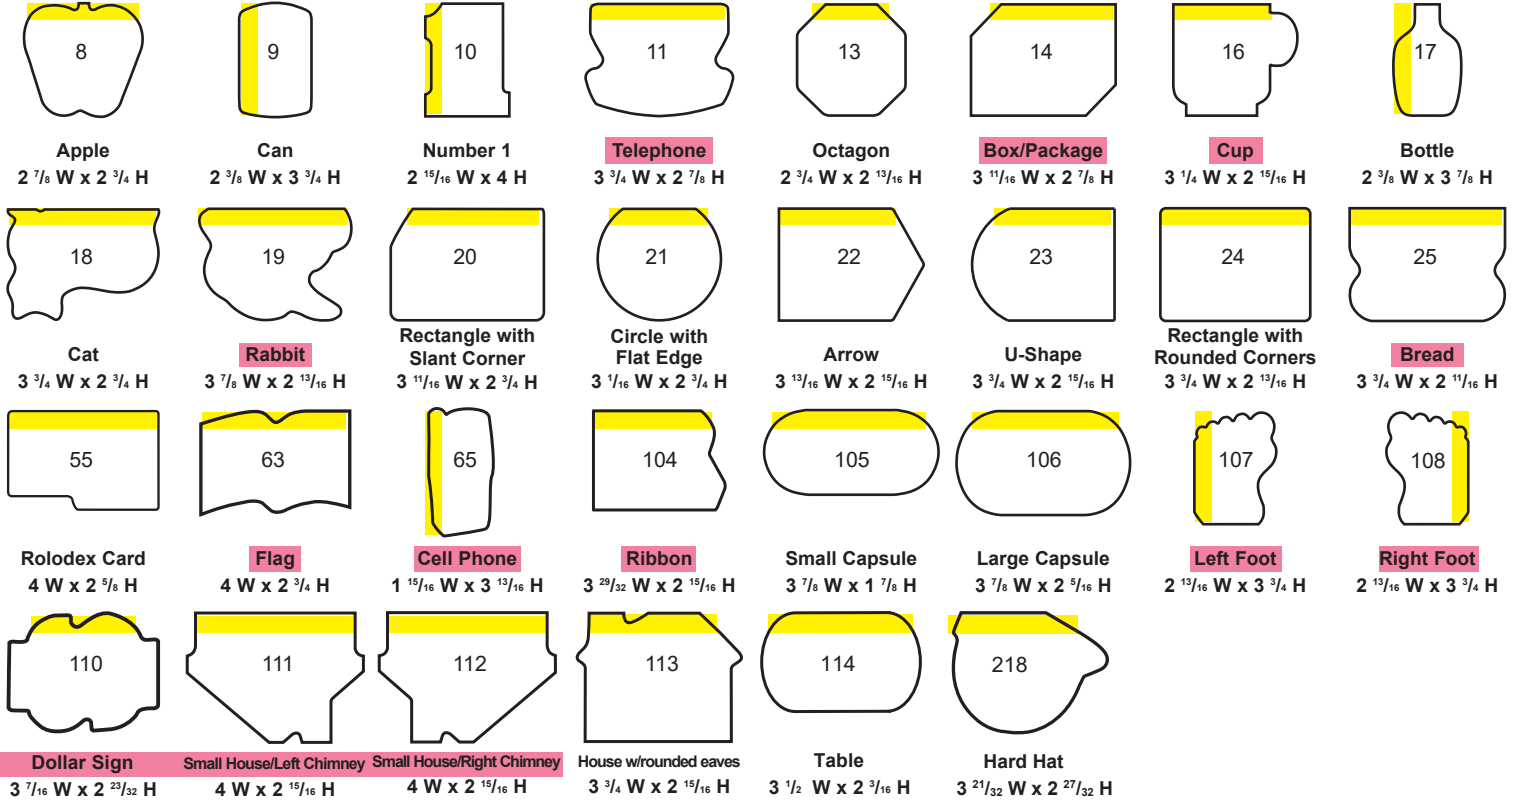 8 9 10 11 13 14 16 17
Apple Can Number 1 Telephone Octagon Box/Package Cup Bottle
2 7/8 W x 2 3/4 H 2 3/8 W x 3 3/4 H 2 15/16 W x 4 H 3 3/4 W x 2 7/8 H 2 3/4 W x 2 13/16 H 3 11/16 W x 2 7/8 H 3 1/4 W x 2 15/16 H 2 3/8 W x 3 7/8 H
18 19 20 21 22 23 24 25
Cat Rabbit Rectangle with Slant Corner Circle with Flat Edge Arrow U-Shape Rectangle with Rounded Corners Bread
3 3/4 W x 2 3/4 H 3 7/8 W x 2 13/16 H 3 11/16 W x 2 3/4 H 3 1/16 W x 2 3/4 H 3 13/16 W x 2 15/16 H 3 3/4 W x 2 15/16 H 3 3/4 W x 2 13/16 H 3 3/4 W x 2 11/16 H
55 63 65 104 105 106 107 108
Rolodex Card Flag Cell Phone Ribbon Small Capsule Large Capsule Left Foot Right Foot
4 W x 2 5/8 H 4 W x 2 3/4 H 1 15/16 W x 3 13/16 H 3 29/32 W x 2 15/16 H 3 7/8 W x 1 7/8 H 3 7/8 W x 2 5/16 H 2 13/16 W x 3 3/4 H 2 13/16 W x 3 3/4 H
110 111 112 113 114 218
Dollar Sign Small House/Left Chimney Small House/Right Chimney House w/rounded eaves Table Hard Hat
3 7/16 W x 2 23/32 H 4 W x 2 15/16 H 4 W x 2 15/16 H 3 3/4 W x 2 15/16 H 3 1/2 W x 2 3/16 H 3 21/32 W x 2 27/32 H